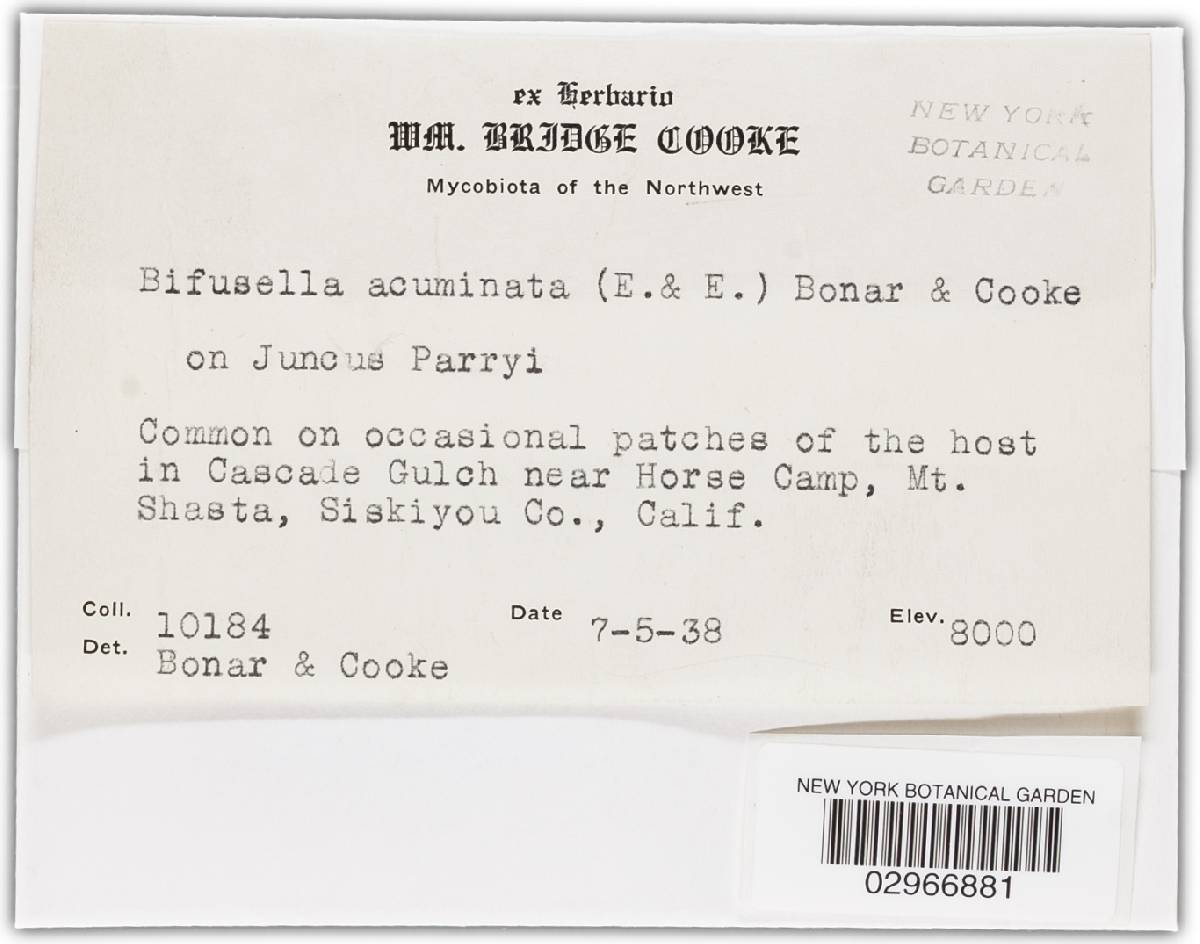 ex Herbario
WM. BRIDGE COOKE
Mycobiota of the Northwest
NEW YORK
BOTANICAL
GARDEN
Bifusella acuminata (E.& E.) Bonar & Cooke
on Juncus Parryi
Common on occasional patches of the host
in Cascade Gulch near Horse Camp, Mt.
Shasta, Siskiyou Co., Calif.
Coll. 10184 Date 7-5-38 Elev. 8000
Det. Bonar & Cooke
NEW YORK BOTANICAL GARDEN
02966881